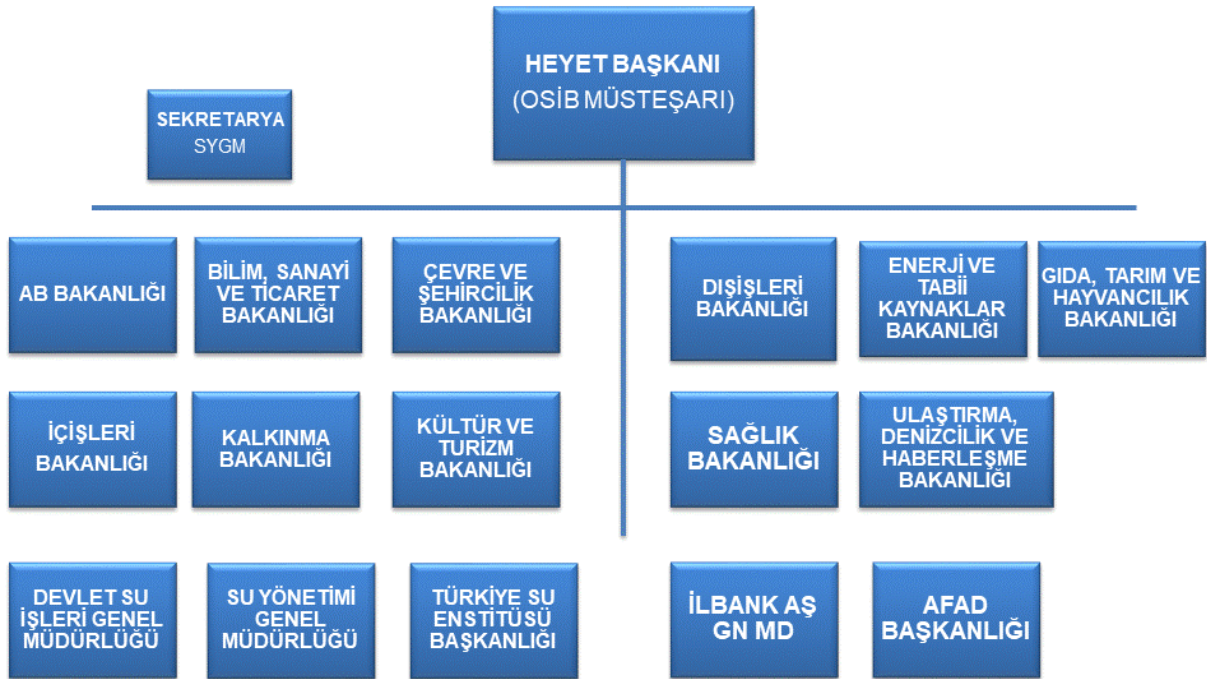 HEYET BAŞKANI
(OSİB MÜSTEŞARI)
SEKRETARYA
SYGM
AB BAKANLIĞI
BİLİM, SANAYİ
VE TİCARET
BAKANLIĞI
ÇEVRE VE
ŞEHİRCİLİK
BAKANLIĞI
DIŞİŞLERİ
BAKANLIĞI
ENERJİ VE
TABİİ
KAYNAKLAR
BAKANLIĞI
GIDA, TARIM VE
HAYVANCILIK
BAKANLIĞI
İÇİŞLERİ
BAKANLIĞI
KALKINMA
BAKANLIĞI
KÜLTÜR VE
TURİZM
BAKANLIĞI
SAĞLIK
BAKANLIĞI
ULAŞTIRMA,
DENİZCİLİK VE
HABERLEŞME
BAKANLIĞI
DEVLET SU
İŞLERİ GENEL
MÜDÜRLÜĞÜ
SU YÖNETİMİ
GENEL
MÜDÜRLÜĞÜ
TÜRKİYE SU
ENSTİTÜSÜ
BAŞKANLIĞI
İLBANK AŞ
GN MD
AFAD
BAŞKANLIĞI